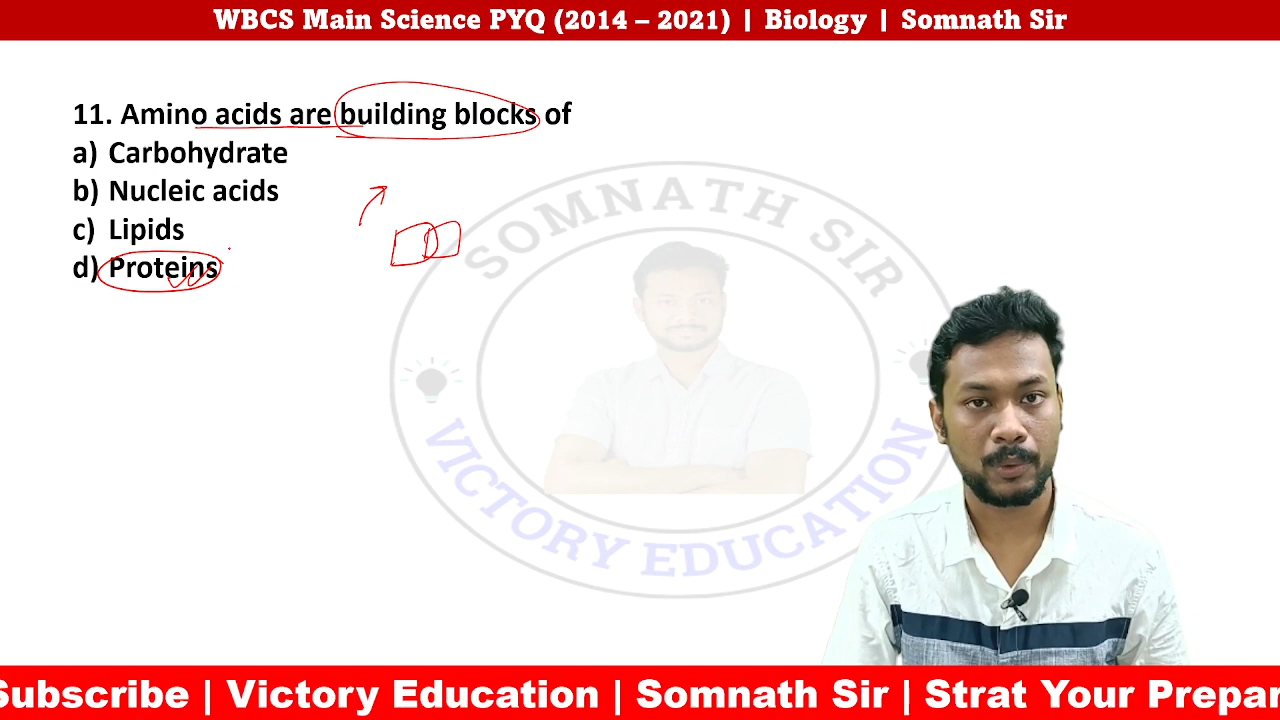 WBCS Main Science PYQ (2014 – 2021) | Biology | Somnath Sir
11. Amino acids are building blocks of
a) Carbohydrate
b) Nucleic acids
c) Lipids
d) Proteins
SOMNATH SIR
VICTORY EDUCATION
Subscribe | Victory Education | Somnath Sir | Strat Your Prepar